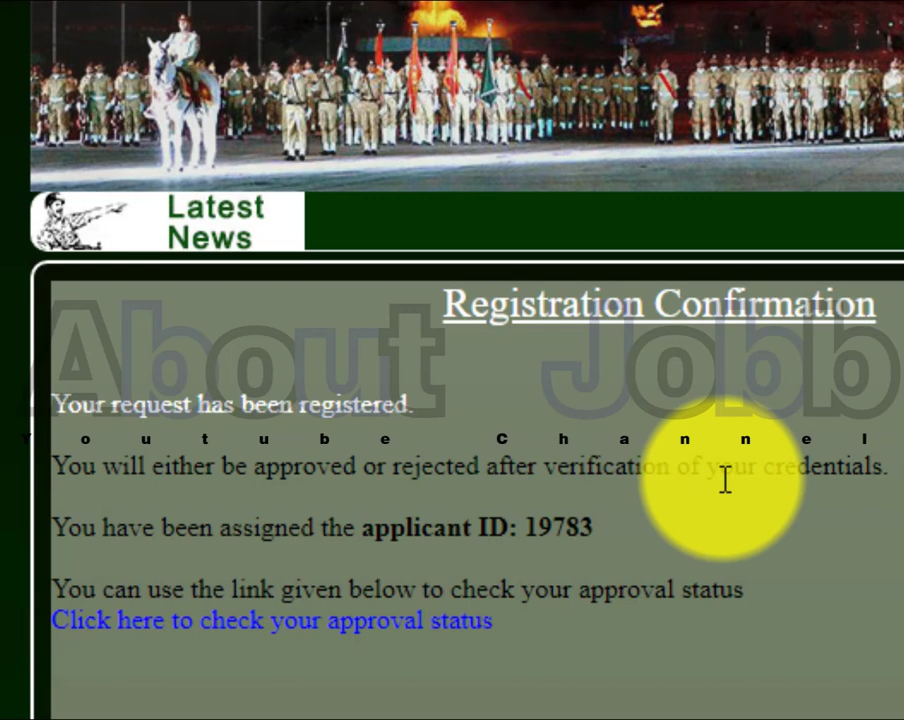 Latest
News
Registration Confirmation
About Jobb
Your request has been registered.
Youtube Channel
You will either be approved or rejected after verification of your credentials.
You have been assigned the applicant ID: 19783
You can use the link given below to check your approval status
Click here to check your approval status